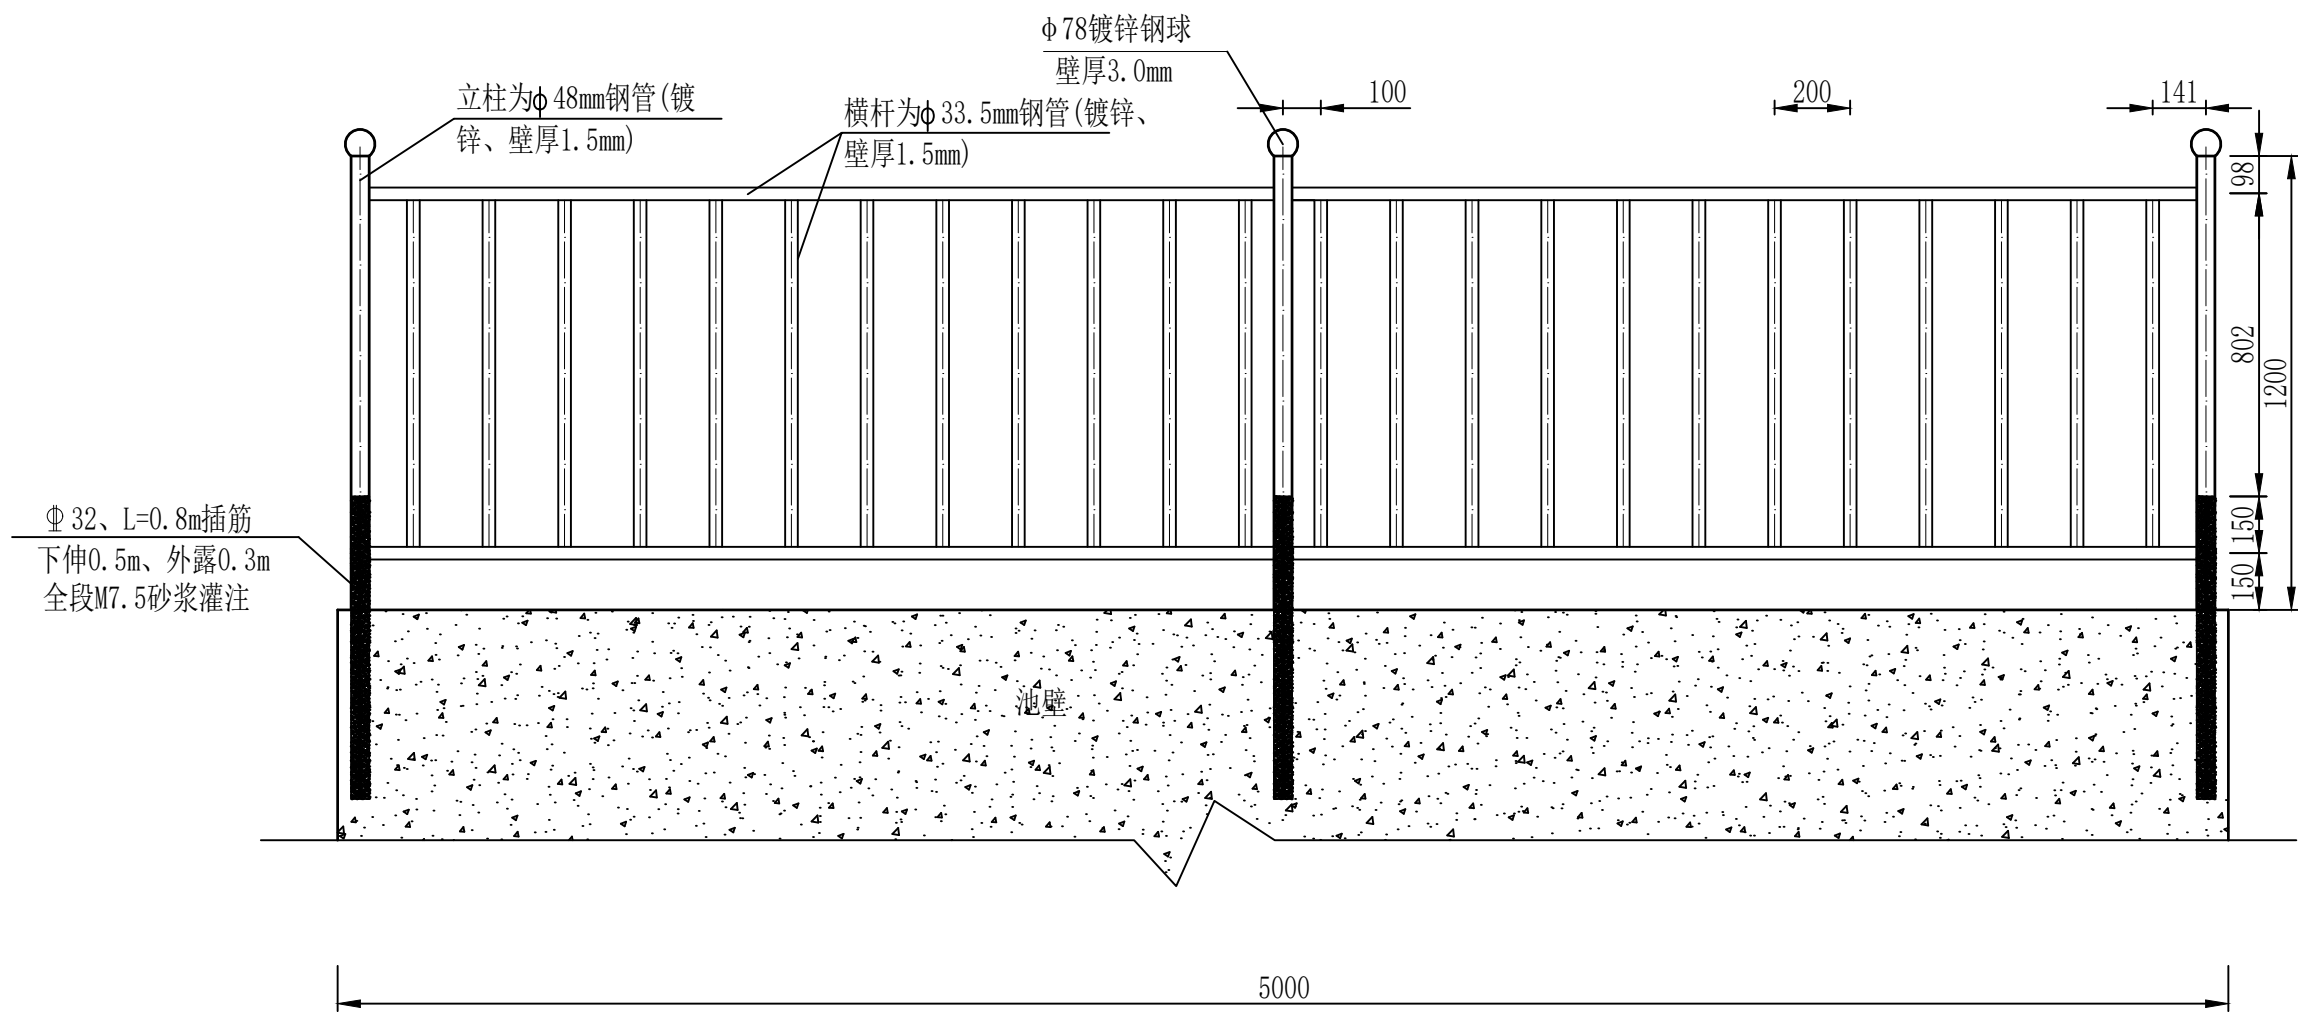 φ78镀锌钢球
壁厚3.0mm
立柱为ϕ48mm钢管(镀
锌、壁厚1.5mm)
横杆为ϕ33.5mm钢管(镀锌、
壁厚1.5mm)
100
200
141
98
802
1200
150
150
⏀32、L=0.8m插筋
下伸0.5m、外露0.3m
全段M7.5砂浆灌注
池壁
5000